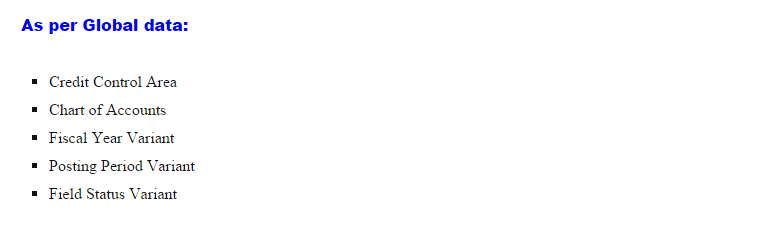 As per Global data:
▪ Credit Control Area
▪ Chart of Accounts
▪ Fiscal Year Variant
▪ Posting Period Variant
▪ Field Status Variant